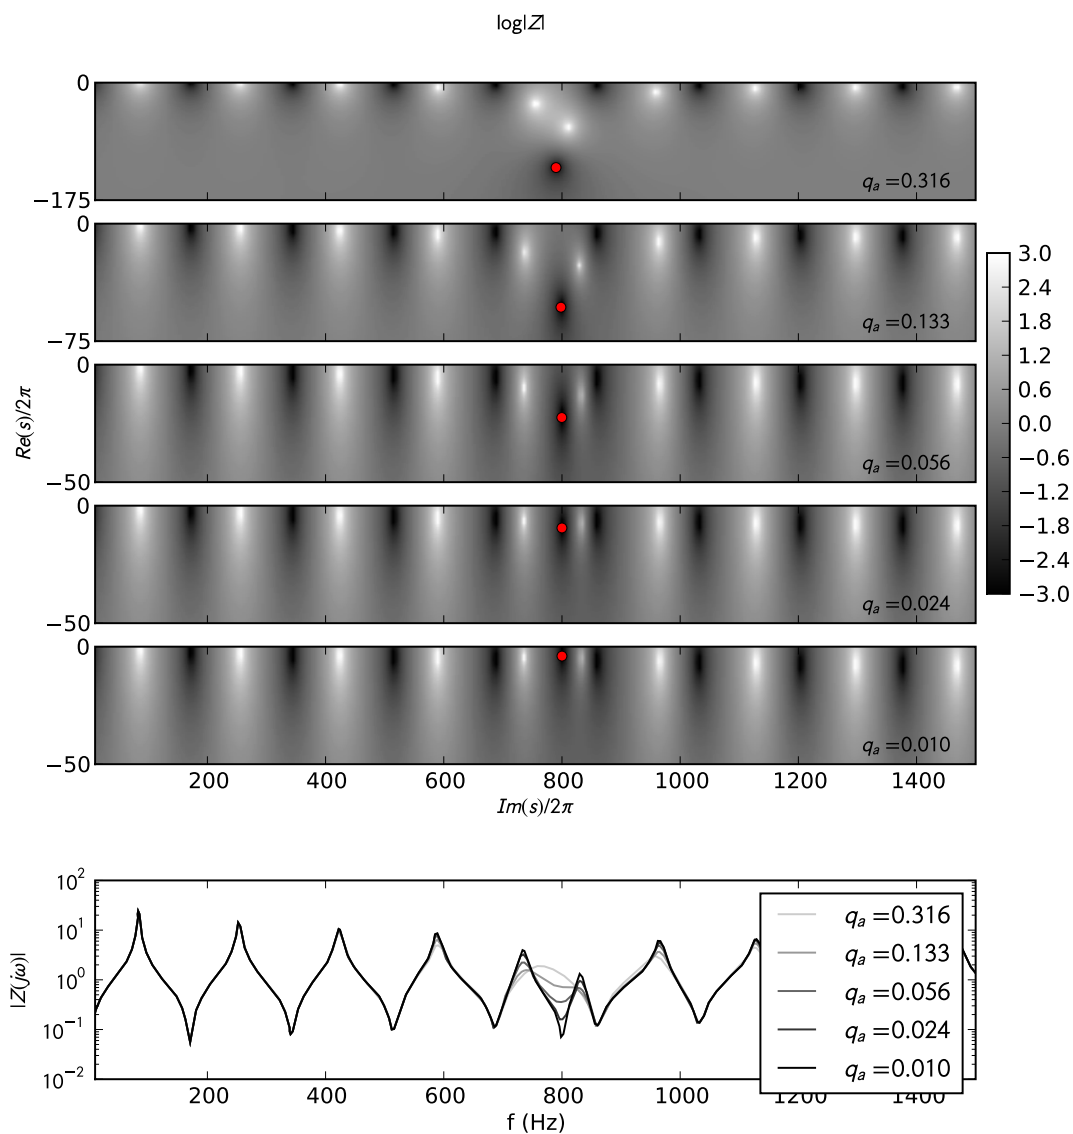 log|Z|
0
−175
q_a=0.316
0
−75
q_a=0.133
0
−50
q_a=0.056
0
−50
q_a=0.024
0
−50
q_a=0.010
Re(s)/2π
200 400 600 800 1000 1200 1400
Im(s)/2π
3.0
2.4
1.8
1.2
0.6
0.0
−0.6
−1.2
−1.8
−2.4
−3.0
10^2
10^1
10^0
10^−1
10^−2
|Z(jω)|
q_a=0.316
q_a=0.133
q_a=0.056
q_a=0.024
q_a=0.010
200 400 600 800 1000 1200 1400
f (Hz)